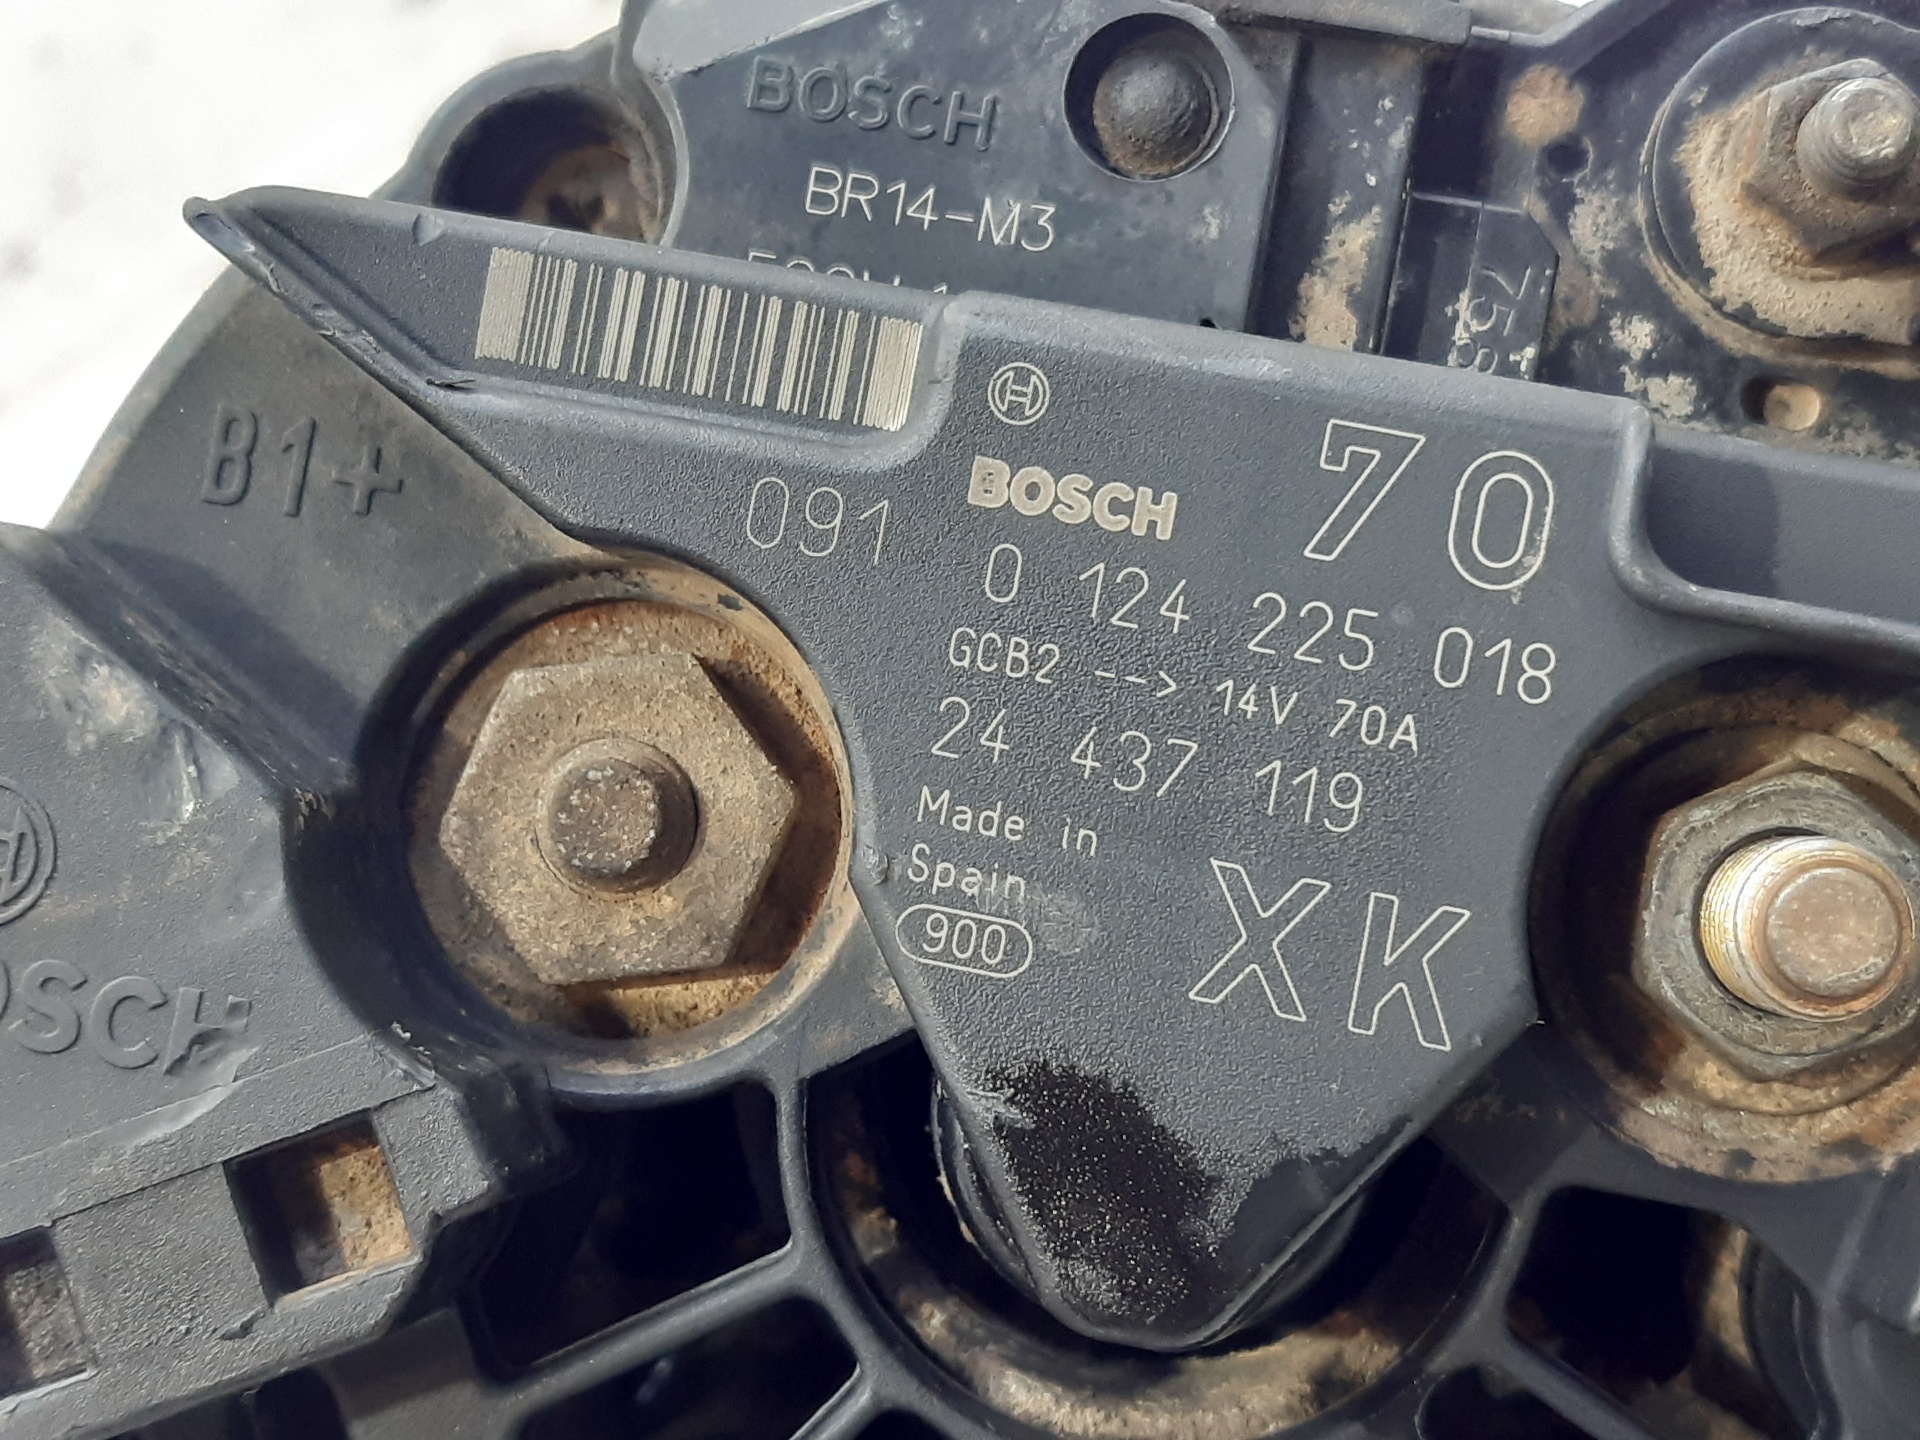 BOSCH
BR14-M3
B1+
091
BOSCH
70
0 124 225 018
GCB2 --> 14V 70A
24 437 119
Made in
Spain
900
XK
OSCH